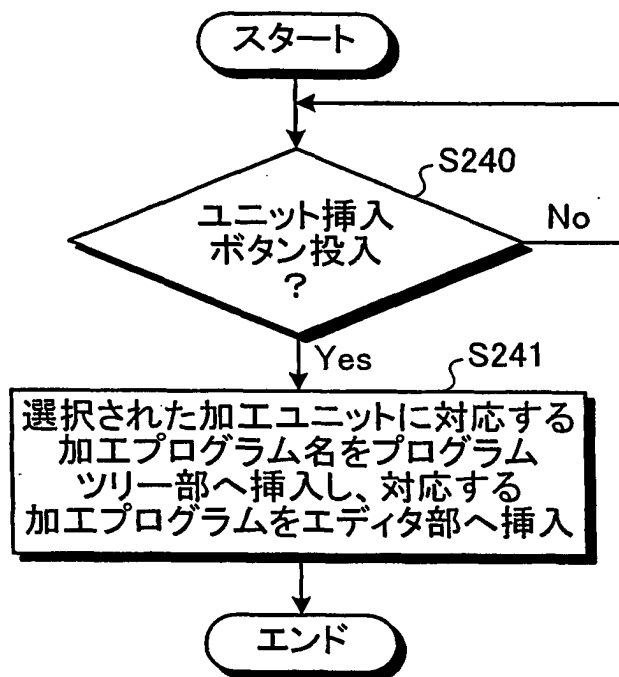 スタート
S240
ユニット挿入
ボタン投入
?
No
Yes
S241
選択された加工ユニットに対応する
加工プログラム名をプログラム
ツリー部へ挿入し、対応する
加工プログラムをエディタ部へ挿入
エンド